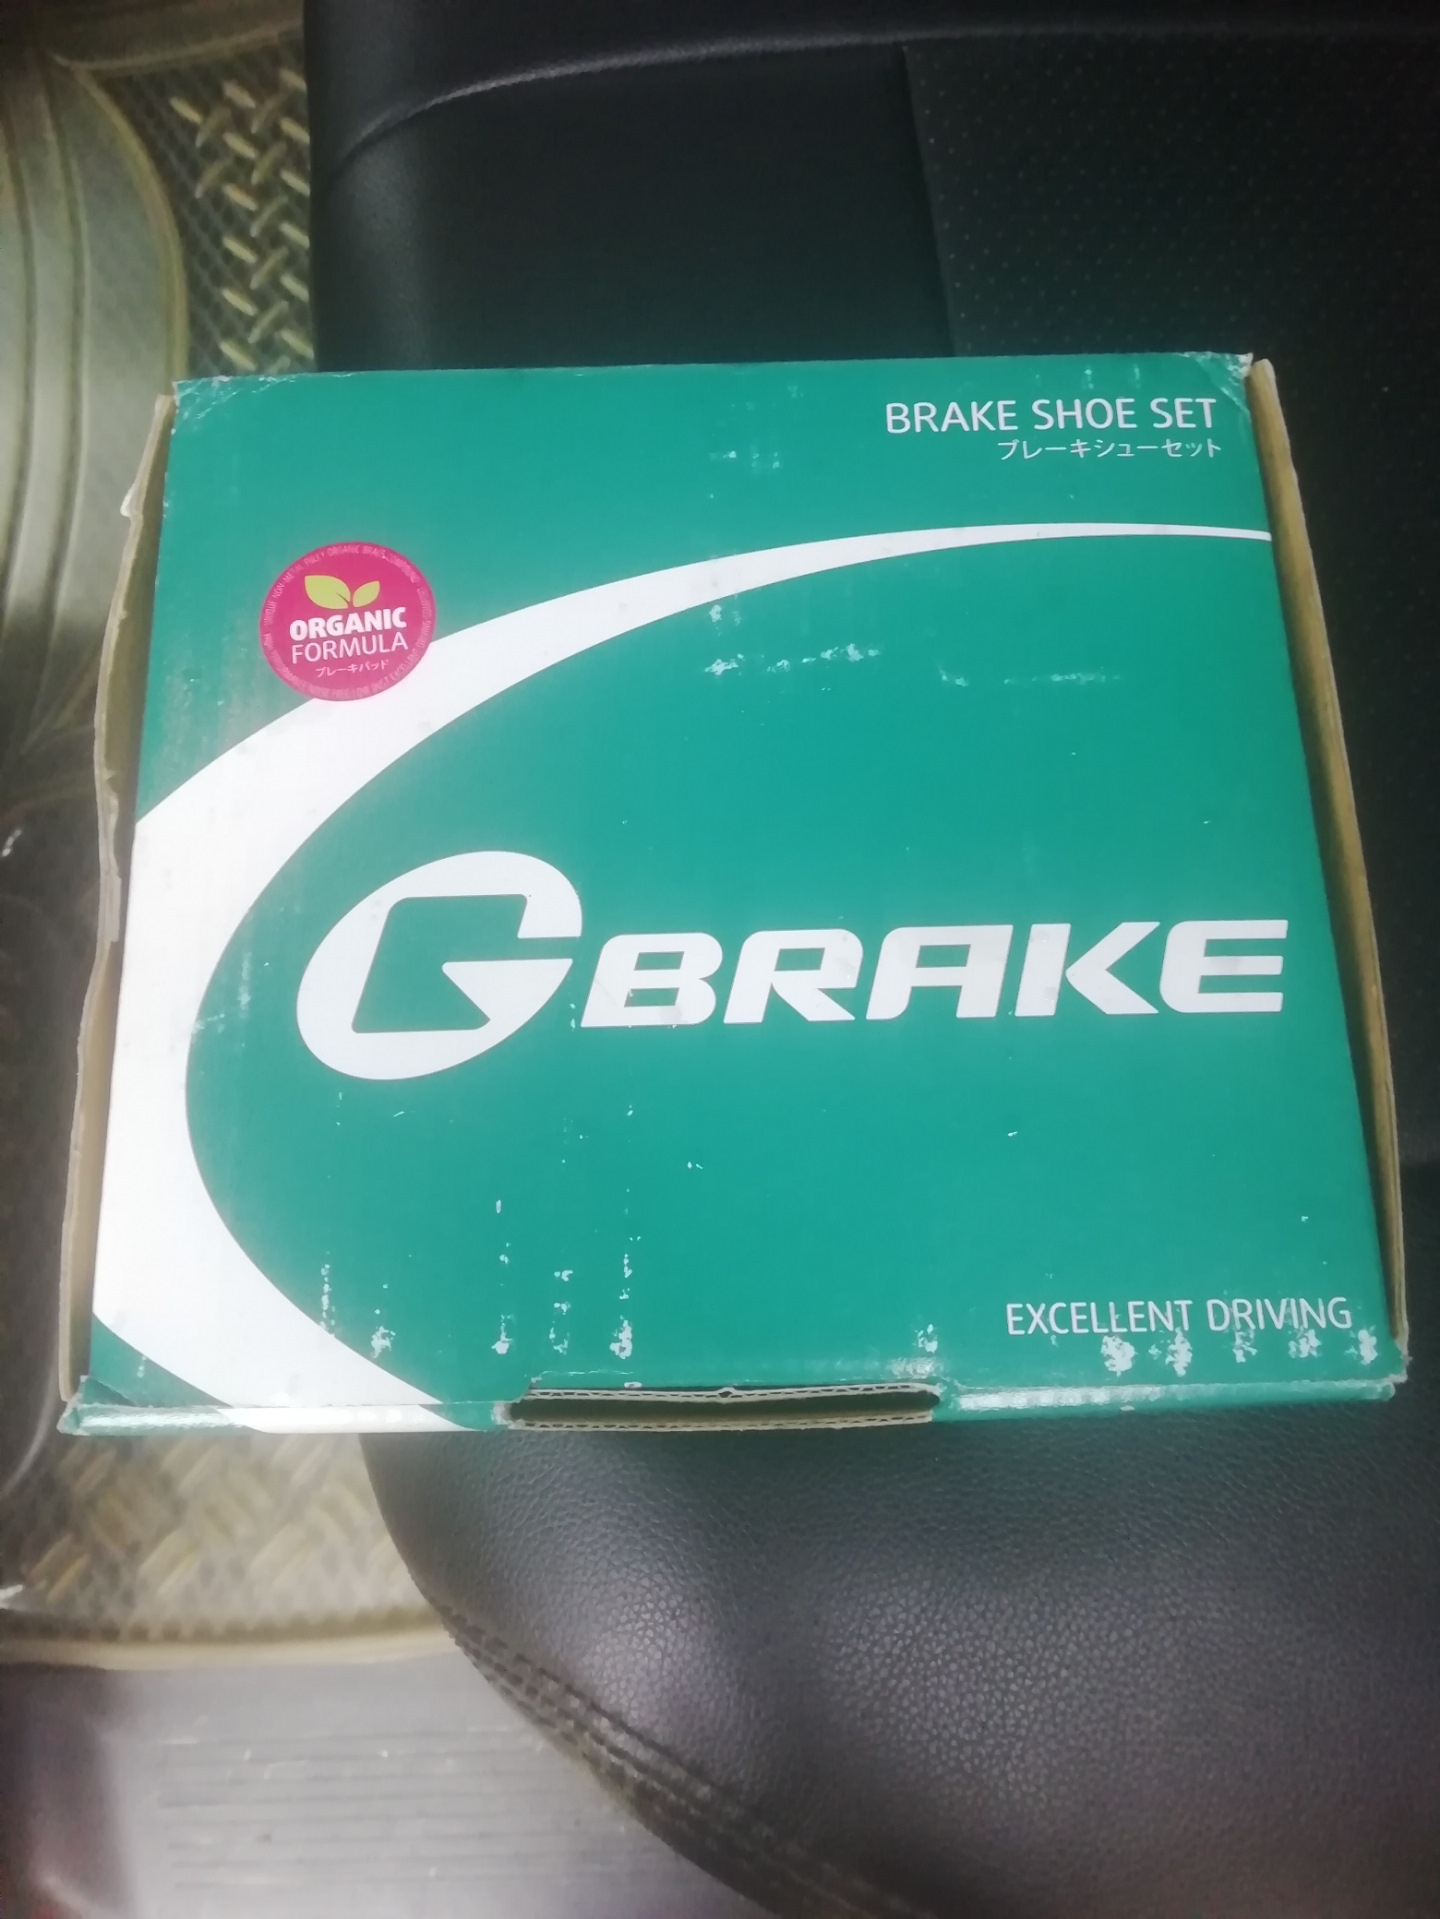 BRAKE SHOE SET
ブレーキシューセット
ORGANIC
FORMULA
ブレーキパッド
G BRAKE
EXCELLENT DRIVING